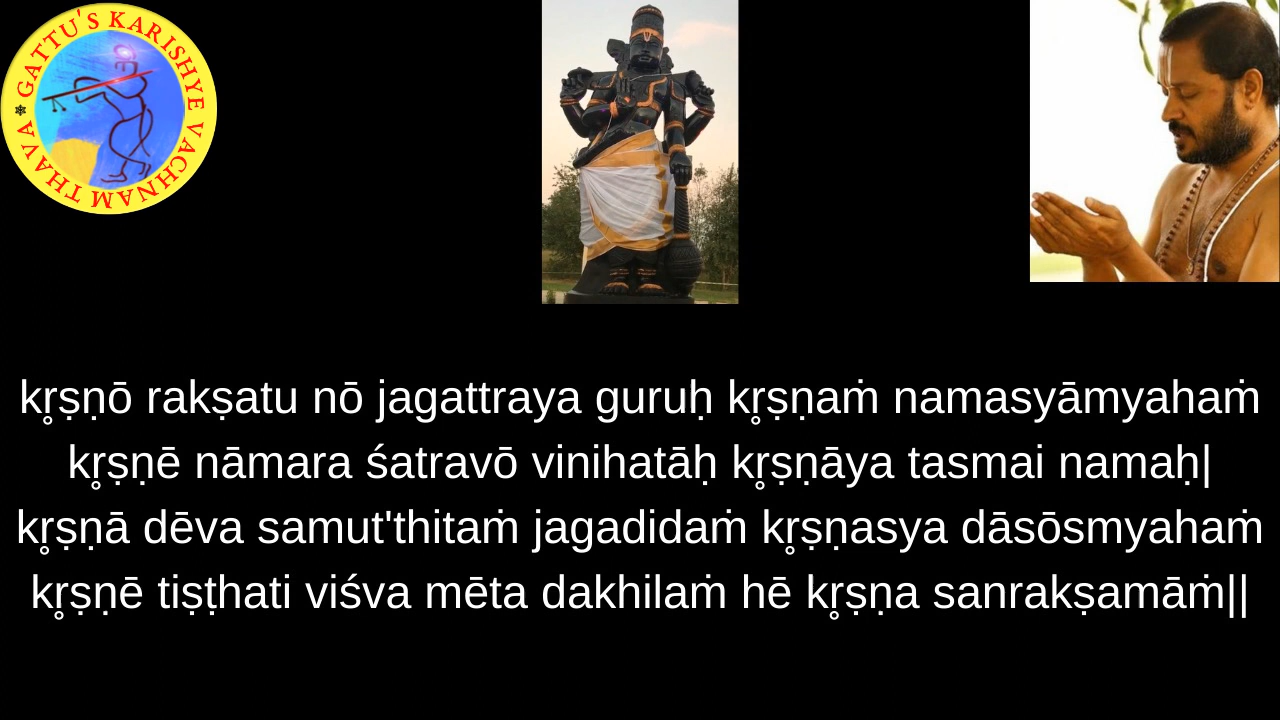 GATTU'S KARISHYE VACHNAM THAVA
kr̥ṣṇō rakṣatu nō jagattraya guruḥ kr̥ṣṇaṁ namasyāmyahaṁ
kr̥ṣṇē nāmara śatravō vinihatāḥ kr̥ṣṇāya tasmai namaḥ|
kr̥ṣṇā dēva samut'thitaṁ jagadidaṁ kr̥ṣṇasya dāsōsmyahaṁ
kr̥ṣṇē tiṣṭhati viśva mēta dakhilaṁ hē kr̥ṣṇa sanrakṣamāṁ||